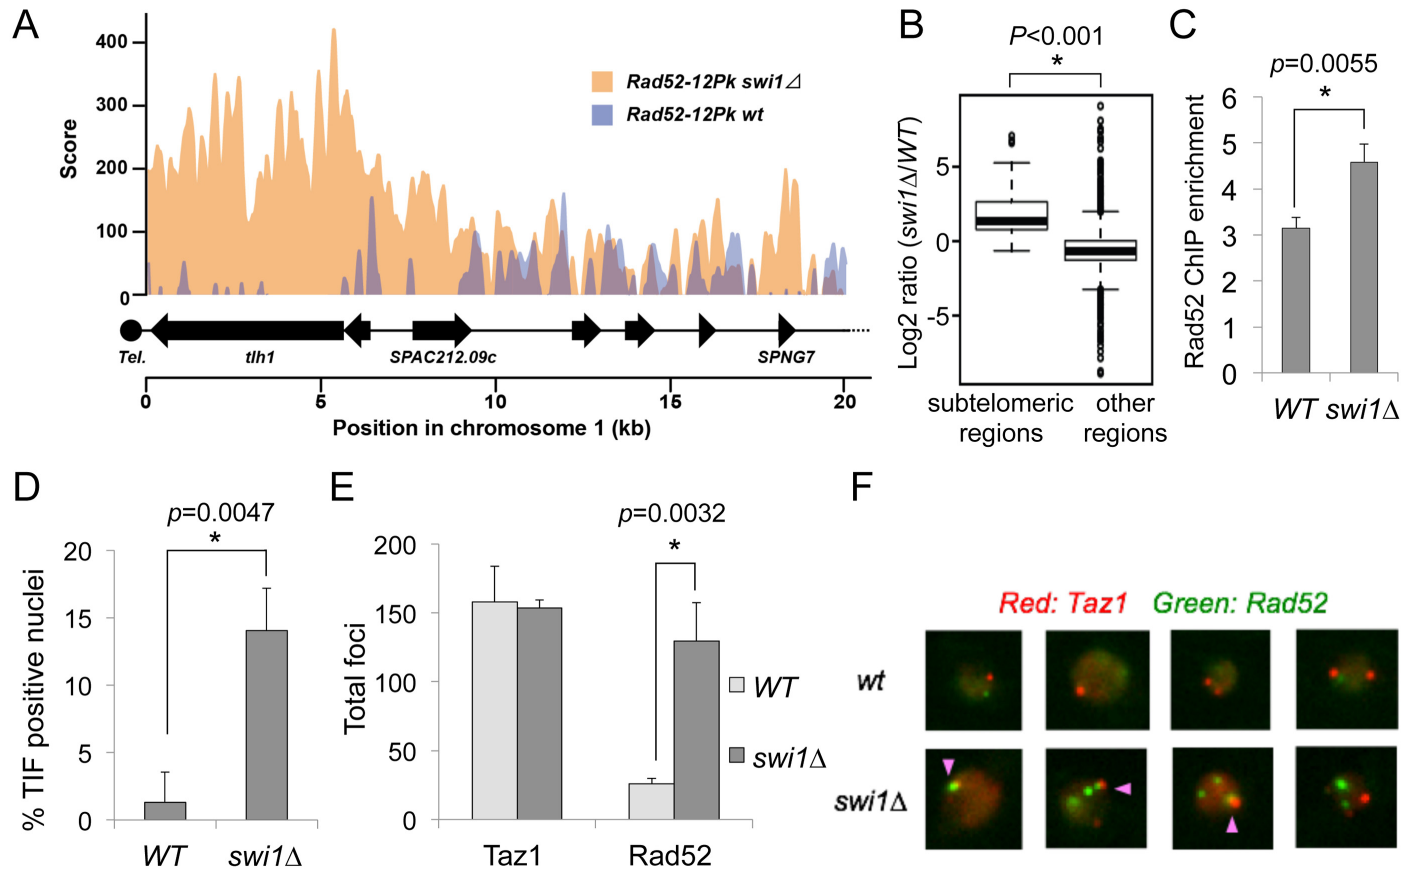 A
400
300
200
100
0
Score
Rad52-12Pk swi1⊿
Rad52-12Pk wt
Tel.
tlh1
SPAC212.09c
SPNG7
0
5
10
15
20
Position in chromosome 1 (kb)
B
P<0.001
*
Log2 ratio (swi1Δ/WT)
5
0
-5
subtelomeric
regions
other
regions
C
p=0.0055
*
Rad52 ChIP enrichment
6
5
4
3
2
1
0
WT
swi1Δ
D
p=0.0047
*
% TIF positive nuclei
20
15
10
5
0
WT
swi1Δ
E
p=0.0032
*
Total foci
200
150
100
50
0
Taz1
Rad52
WT
swi1Δ
F
Red: Taz1 Green: Rad52
wt
swi1Δ